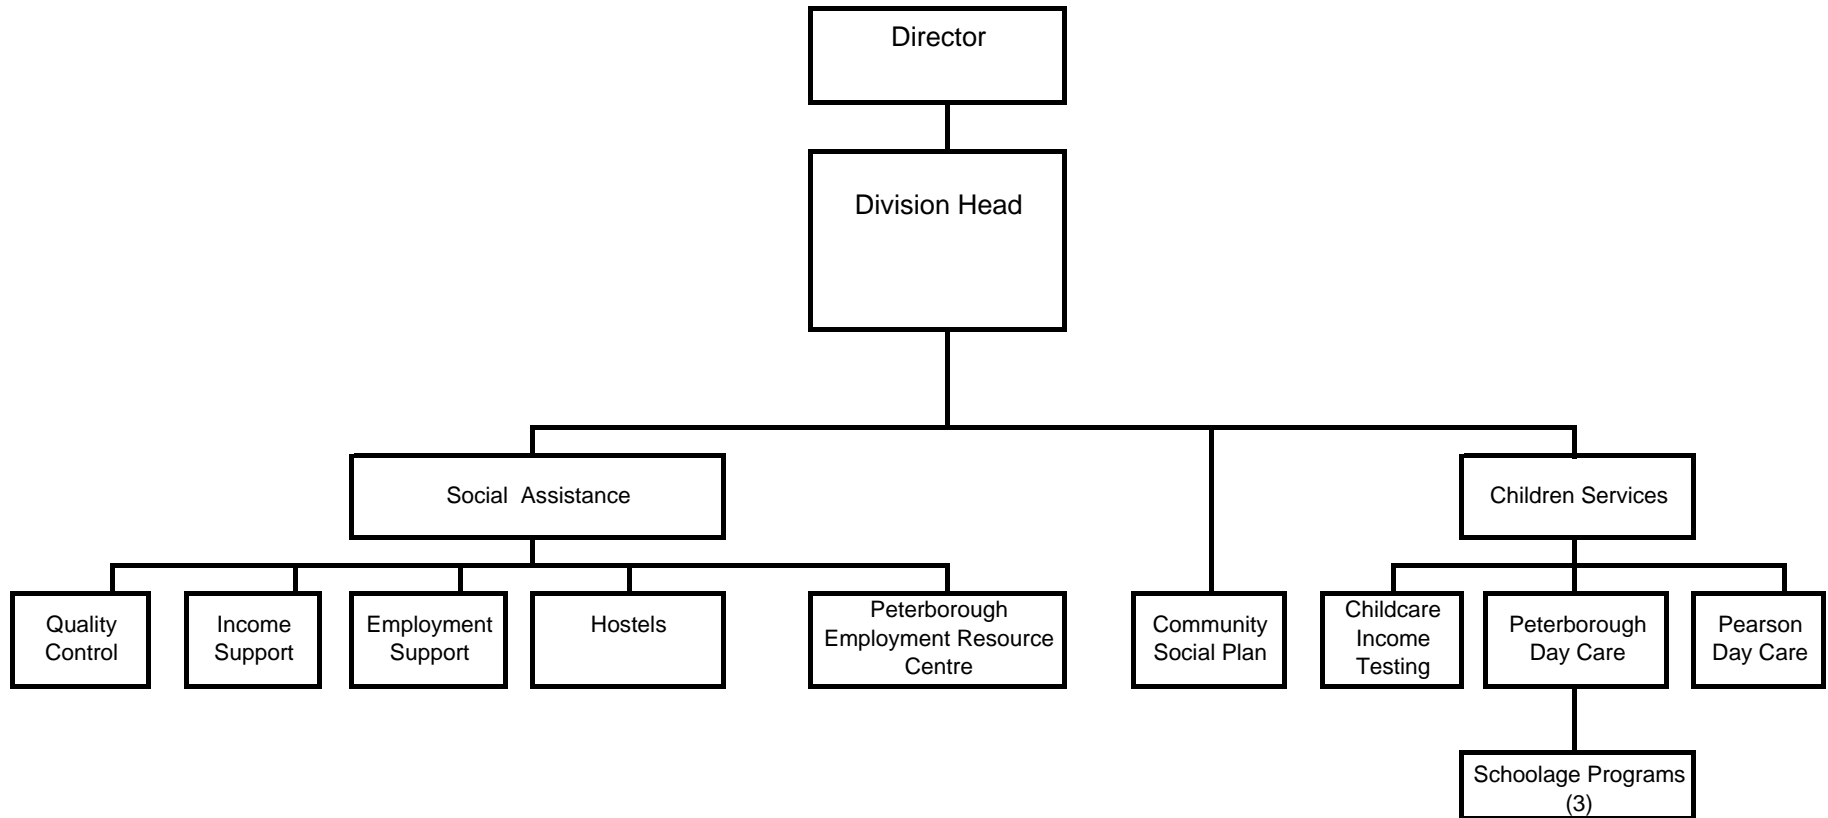 Director
Division Head
Social Assistance
Children Services
Quality
Control
Income
Support
Employment
Support
Hostels
Peterborough
Employment Resource
Centre
Community
Social Plan
Childcare
Income
Testing
Peterborough
Day Care
Pearson
Day Care
Schoolage Programs
(3)